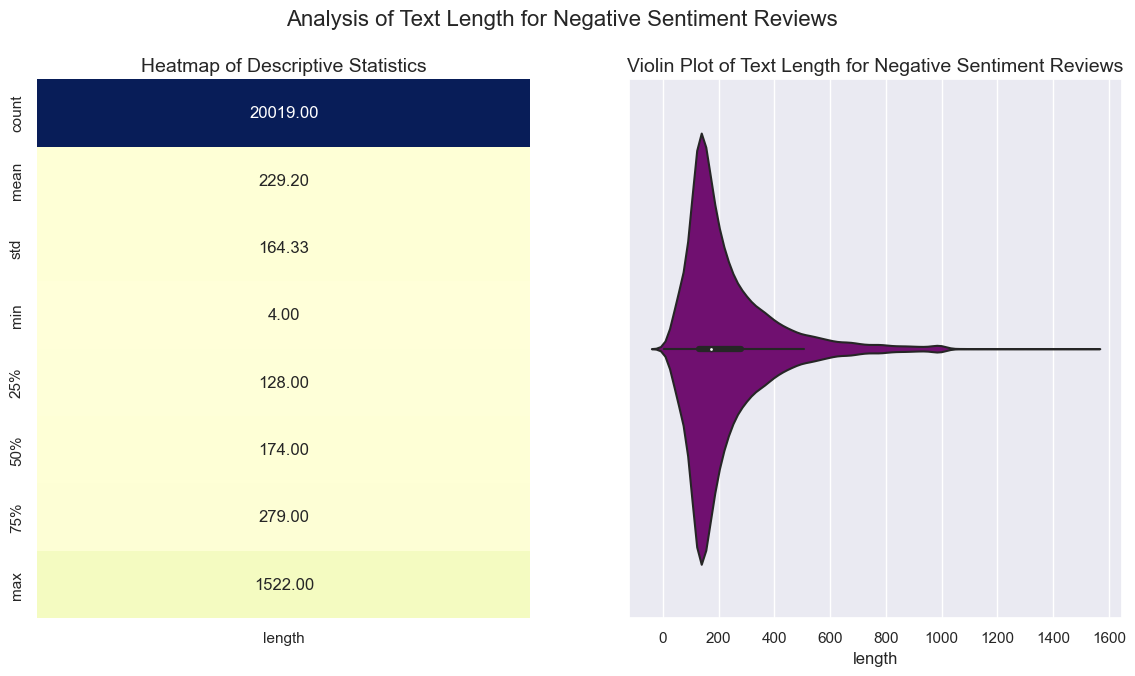 Analysis of Text Length for Negative Sentiment Reviews
Heatmap of Descriptive Statistics
count
20019.00
mean
229.20
std
164.33
min
4.00
25%
128.00
50%
174.00
75%
279.00
max
1522.00
length
Violin Plot of Text Length for Negative Sentiment Reviews
0 200 400 600 800 1000 1200 1400 1600
length